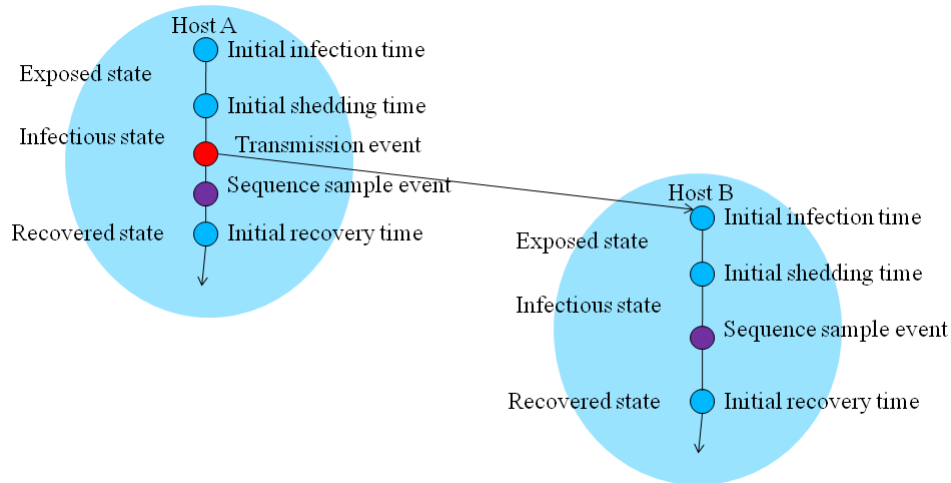 Host A
Initial infection time
Exposed state
Initial shedding time
Infectious state
Transmission event
Sequence sample event
Recovered state
Initial recovery time
Host B
Initial infection time
Exposed state
Initial shedding time
Infectious state
Sequence sample event
Recovered state
Initial recovery time